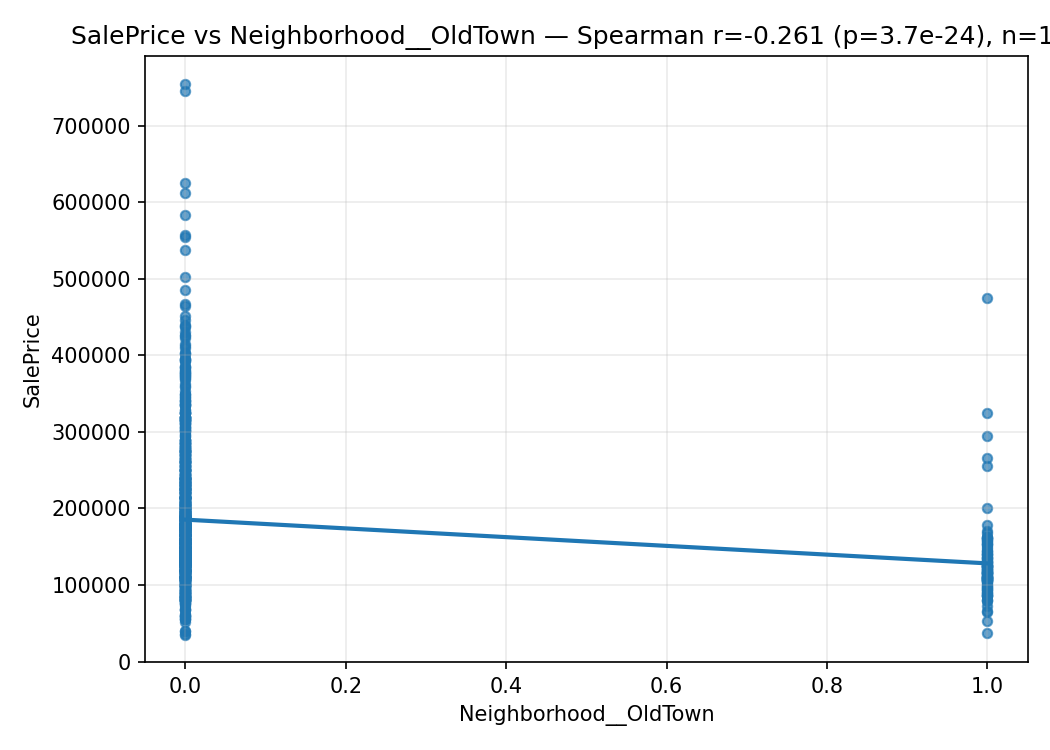 SalePrice vs Neighborhood__OldTown — Spearman r=-0.261 (p=3.7e-24), n=1
700000
600000
500000
400000
300000
200000
100000
0
SalePrice
0.0 0.2 0.4 0.6 0.8 1.0
Neighborhood__OldTown